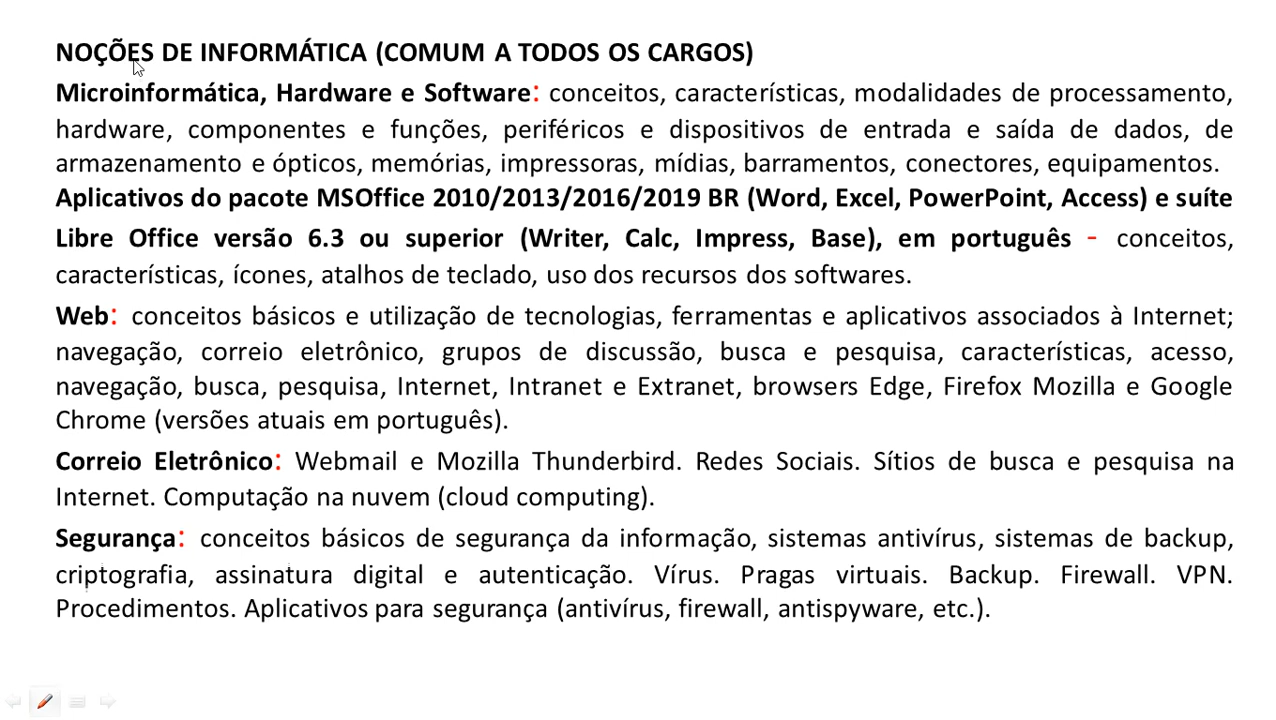 NOÇÕES DE INFORMÁTICA (COMUM A TODOS OS CARGOS)
Microinformática, Hardware e Software: conceitos, características, modalidades de processamento,
hardware, componentes e funções, periféricos e dispositivos de entrada e saída de dados, de
armazenamento e ópticos, memórias, impressoras, mídias, barramentos, conectores, equipamentos.
Aplicativos do pacote MSOffice 2010/2013/2016/2019 BR (Word, Excel, PowerPoint, Access) e suíte
Libre Office versão 6.3 ou superior (Writer, Calc, Impress, Base), em português - conceitos,
características, ícones, atalhos de teclado, uso dos recursos dos softwares.
Web: conceitos básicos e utilização de tecnologias, ferramentas e aplicativos associados à Internet;
navegação, correio eletrônico, grupos de discussão, busca e pesquisa, características, acesso,
navegação, busca, pesquisa, Internet, Intranet e Extranet, browsers Edge, Firefox Mozilla e Google
Chrome (versões atuais em português).
Correio Eletrônico: Webmail e Mozilla Thunderbird. Redes Sociais. Sítios de busca e pesquisa na
Internet. Computação na nuvem (cloud computing).
Segurança: conceitos básicos de segurança da informação, sistemas antivírus, sistemas de backup,
criptografia, assinatura digital e autenticação. Vírus. Pragas virtuais. Backup. Firewall. VPN.
Procedimentos. Aplicativos para segurança (antivírus, firewall, antispyware, etc.).